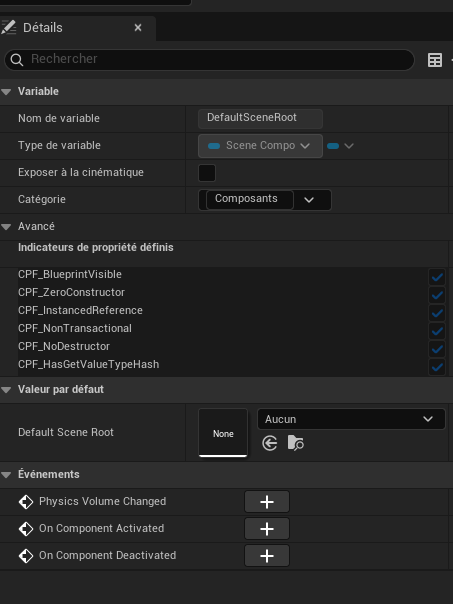 Détails
Rechercher
Variable
Nom de variable DefaultSceneRoot
Type de variable Scene Compo
Exposer à la cinématique
Catégorie Composants
Avancé
Indicateurs de propriété définis
CPF_BlueprintVisible
CPF_ZeroConstructor
CPF_InstancedReference
CPF_NonTransactional
CPF_NoDestructor
CPF_HasGetValueTypeHash
Valeur par défaut
Default Scene Root None Aucun
Événements
Physics Volume Changed
On Component Activated
On Component Deactivated